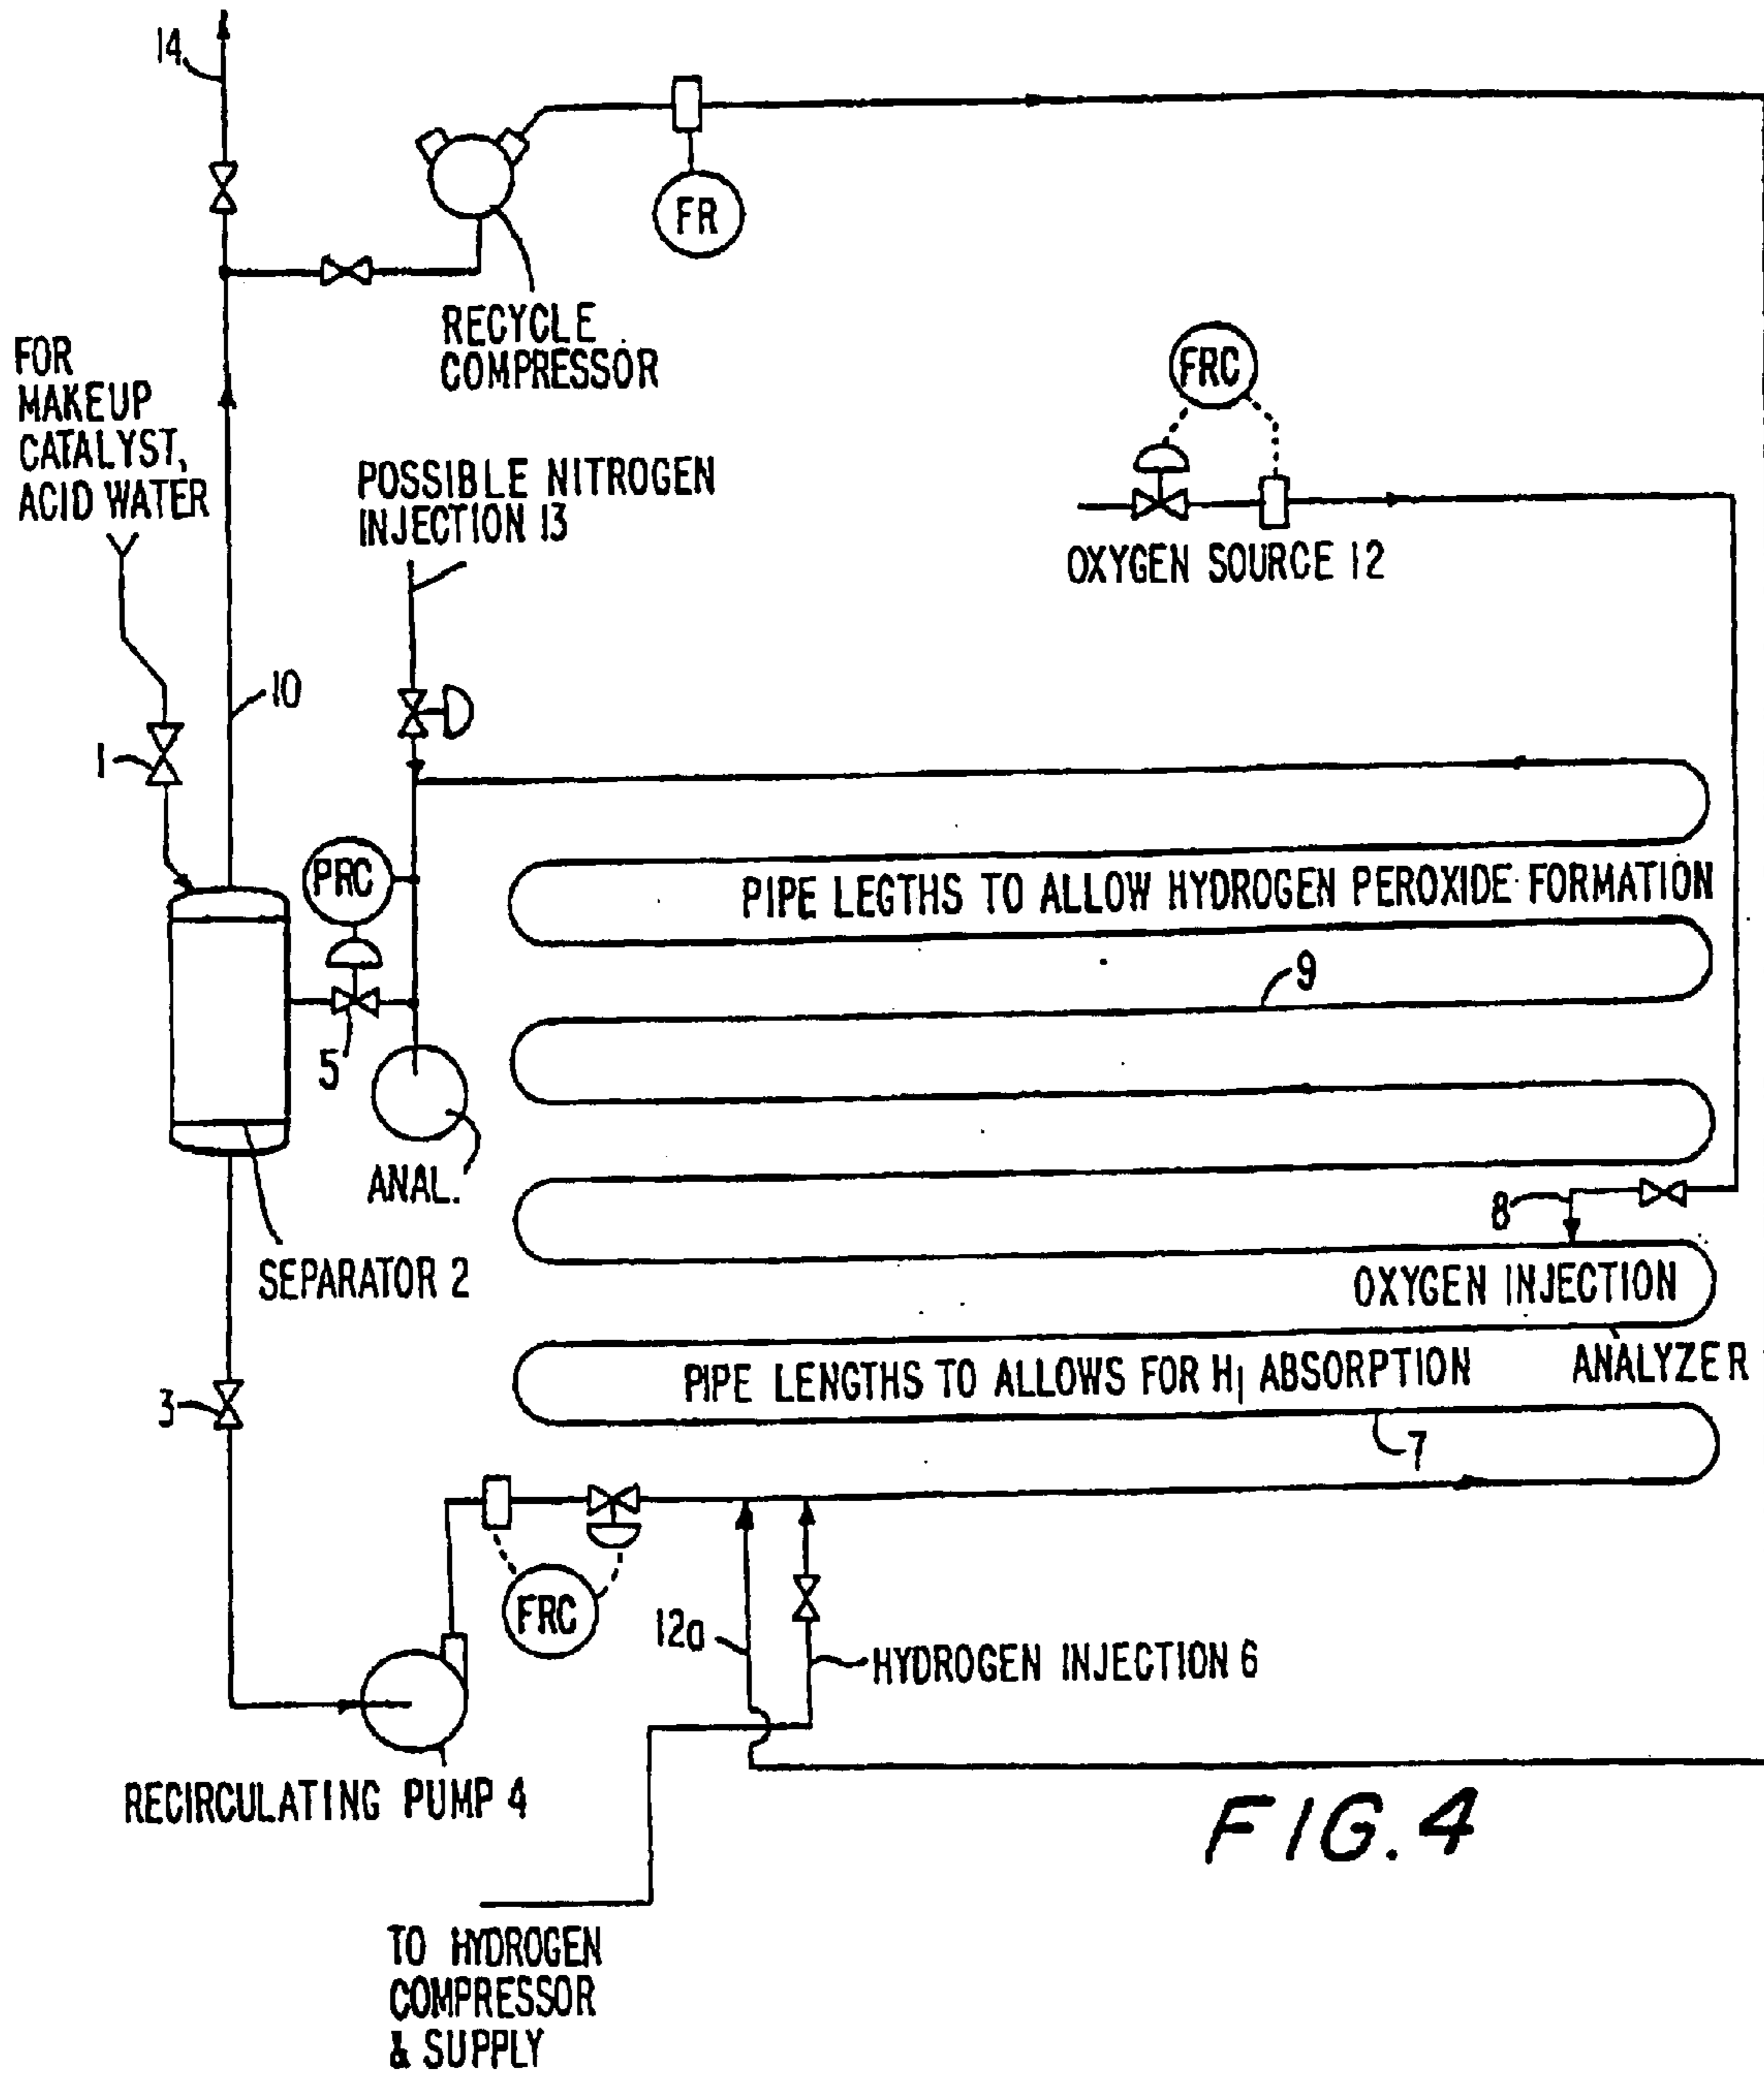 14
FR
RECYCLE
COMPRESSOR
FOR
MAKEUP
CATALYST,
ACID WATER
FRC
POSSIBLE NITROGEN
INJECTION 13
OXYGEN SOURCE 12
10
1
PRC
PIPE LEGTHS TO ALLOW HYDROGEN PEROXIDE FORMATION
9
5
ANAL.
8
SEPARATOR 2
OXYGEN INJECTION
PIPE LENGTHS TO ALLOWS FOR H1 ABSORPTION
ANALYZER
3
7
FRC
12a
HYDROGEN INJECTION 6
RECIRCULATING PUMP 4
FIG. 4
TO HYDROGEN
COMPRESSOR
& SUPPLY